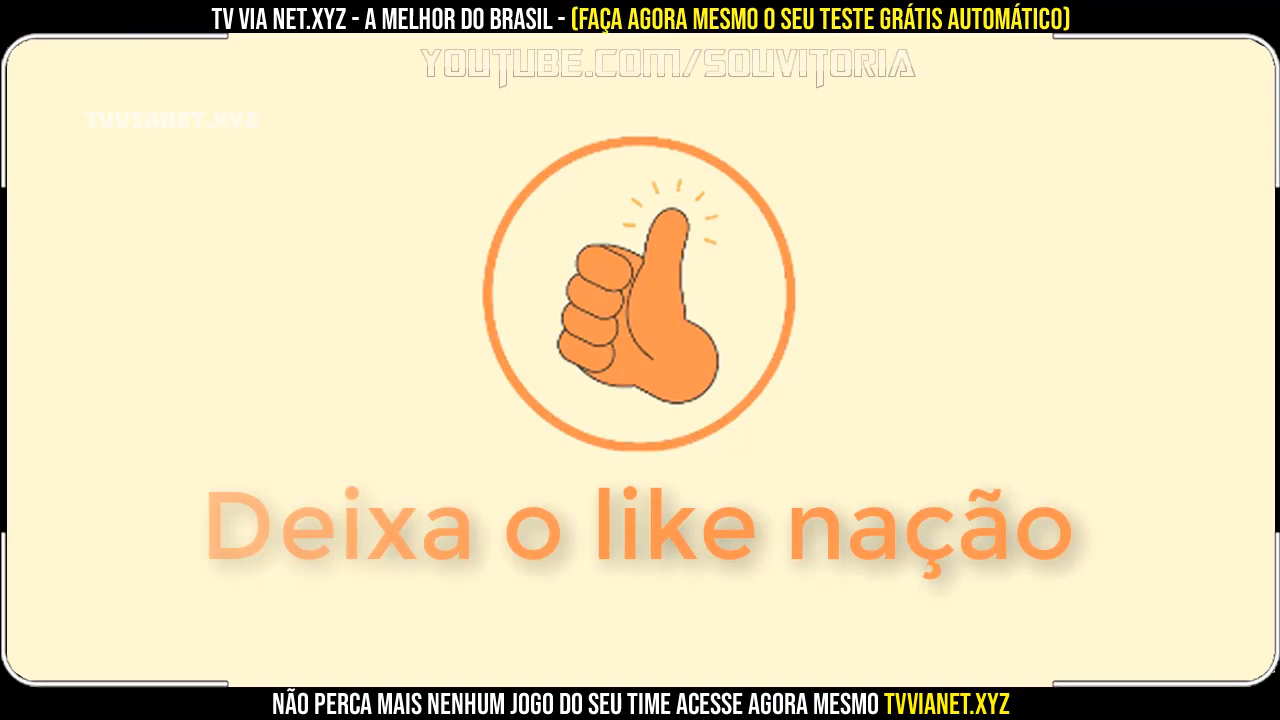 TV VIA NET.XYZ - A MELHOR DO BRASIL - (FAÇA AGORA MESMO O SEU TESTE GRÁTIS AUTOMÁTICO)
YOUTUBE.COM/SOUVITORIA
TVVIANET.XYZ
Deixa o like nação
NÃO PERCA MAIS NENHUM JOGO DO SEU TIME ACESSE AGORA MESMO TVVIANET.XYZ